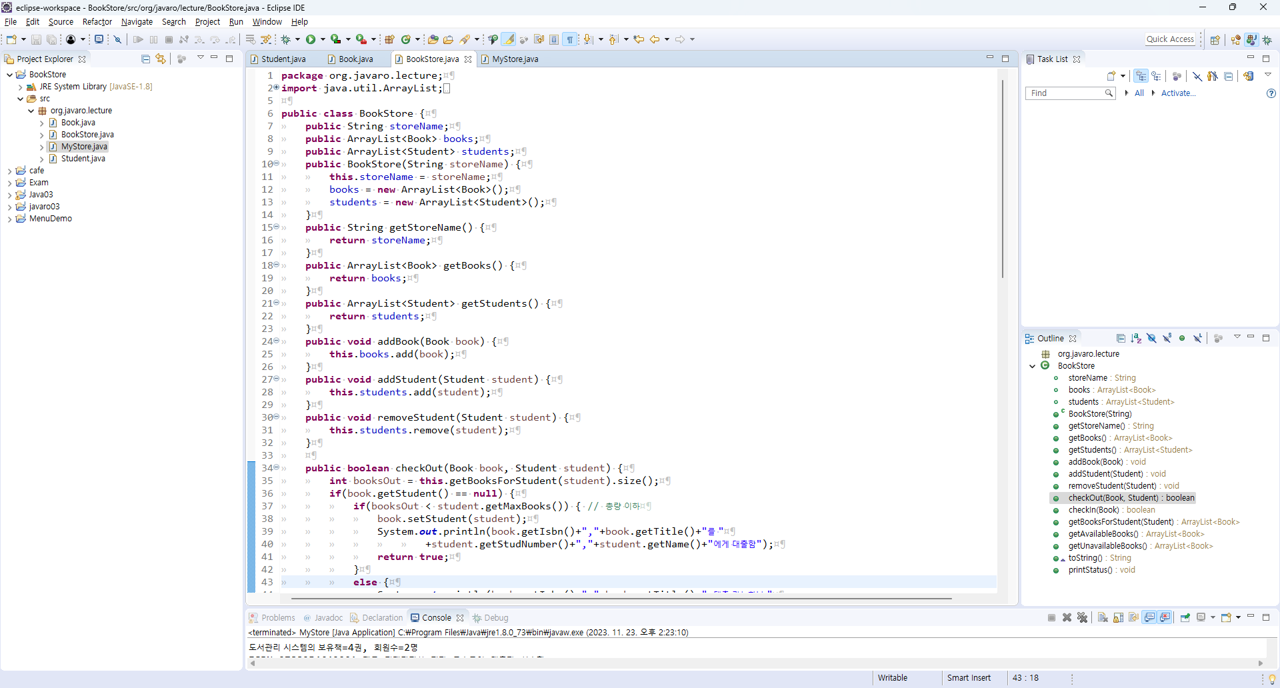 eclipse-workspace - BookStore/src/org/javaro/lecture/BookStore.java - Eclipse IDE
File Edit Source Refactor Navigate Search Project Run Window Help
Quick Access
Project Explorer
BookStore
JRE System Library [JavaSE-1.8]
src
org.javaro.lecture
Book.java
BookStore.java
MyStore.java
Student.java
cafe
Exam
Java03
javaro03
MenuDemo
Student.java Book.java BookStore.java MyStore.java
1 package org.javaro.lecture;
2 import java.util.ArrayList;
5
6 public class BookStore {
7 public String storeName;
8 public ArrayList<Book> books;
9 public ArrayList<Student> students;
10 public BookStore(String storeName) {
11 this.storeName = storeName;
12 books = new ArrayList<Book>();
13 students = new ArrayList<Student>();
14 }
15 public String getStoreName() {
16 return storeName;
17 }
18 public ArrayList<Book> getBooks() {
19 return books;
20 }
21 public ArrayList<Student> getStudents() {
22 return students;
23 }
24 public void addBook(Book book) {
25 this.books.add(book);
26 }
27 public void addStudent(Student student) {
28 this.students.add(student);
29 }
30 public void removeStudent(Student student) {
31 this.students.remove(student);
32 }
33
34 public boolean checkOut(Book book, Student student) {
35 int booksOut = this.getBooksForStudent(student).size();
36 if(book.getStudent() == null) {
37 if(booksOut < student.getMaxBooks()) { // 총량 이하
38 book.setStudent(student);
39 System.out.println(book.getIsbn()+","+book.getTitle()+"를 "
40 +student.getStudNumber()+","+student.getName()+"에게 대출함");
41 return true;
42 }
43 else {
Task List
Find All Activate...
Outline
org.javaro.lecture
BookStore
storeName : String
books : ArrayList<Book>
students : ArrayList<Student>
BookStore(String)
getStoreName() : String
getBooks() : ArrayList<Book>
getStudents() : ArrayList<Student>
addBook(Book) : void
addStudent(Student) : void
removeStudent(Student) : void
checkOut(Book, Student) : boolean
checkIn(Book) : boolean
getBooksForStudent(Student) : ArrayList<Book>
getAvailableBooks() : ArrayList<Book>
getUnavailableBooks() : ArrayList<Book>
toString() : String
printStatus() : void
Problems Javadoc Declaration Console Debug
<terminated> MyStore [Java Application] C:₩Program Files₩Java₩jre1.8.0_73₩bin₩javaw.exe (2023. 11. 23. 오후 2:23:10)
도서관리 시스템의 보유책=4권, 회원수=2명
Writable Smart Insert 43 : 18